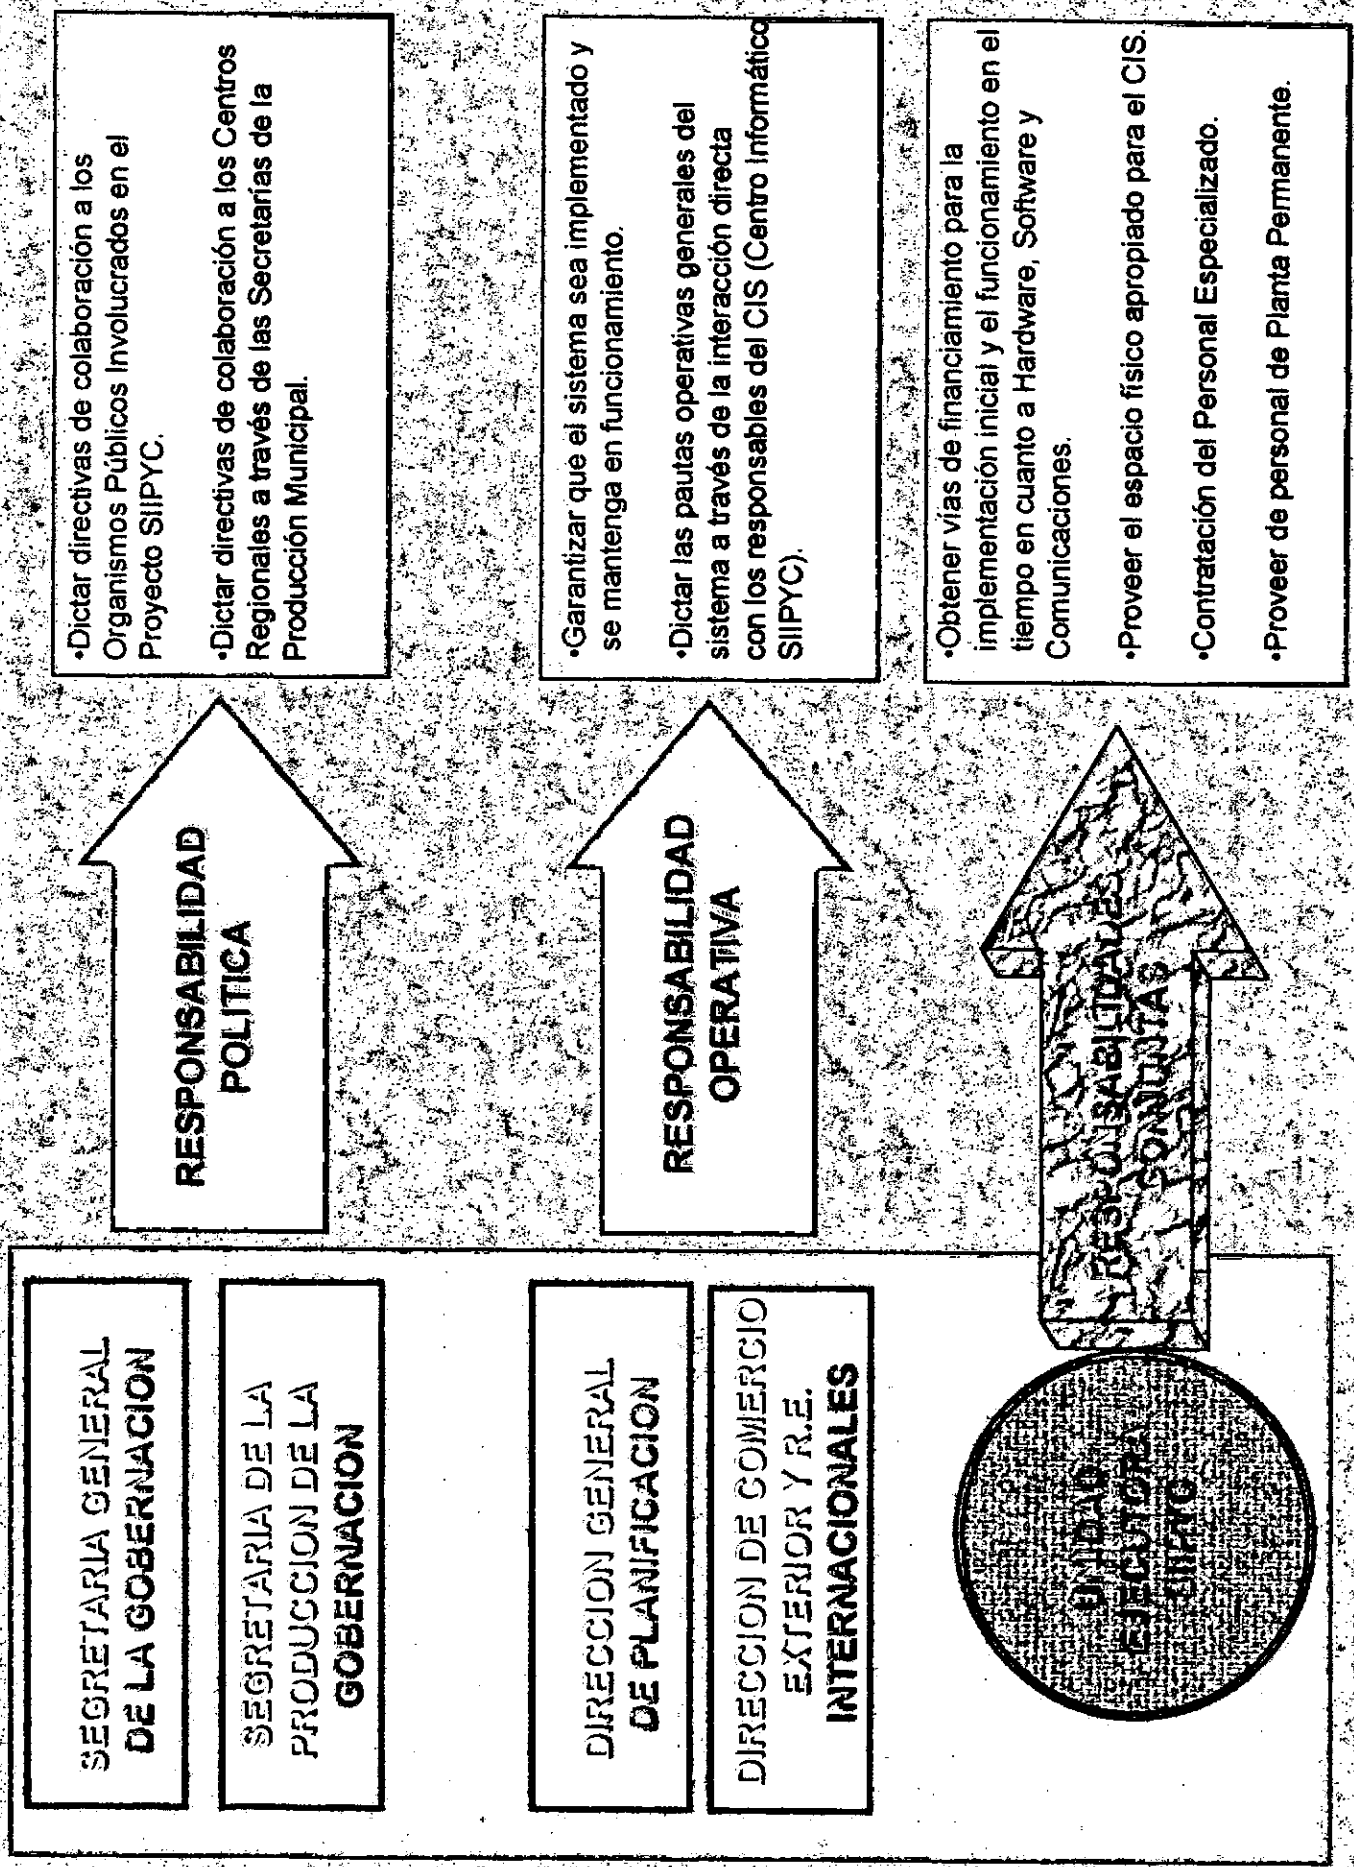 SEGRETARIA GENERAL
DE LA GOBERNACION
SEGRETARIA DE LA
PRODUCCION DE LA
GOBERNACION
RESPONSABILIDAD
POLITICA
•Dictar directivas de colaboración a los
Organismos Públicos Involucrados en el
Proyecto SIIPYC.
•Dictar directivas de colaboración a los Centros
Regionales a través de las Secretarías de la
Producción Municipal.
DIRECCION GENERAL
DE PLANIFICACION
DIRECCION DE COMERCIO
EXTERIOR Y R.E.
INTERNACIONALES
RESPONSABILIDAD
OPERATIVA
•Garantizar que el sistema sea implementado y
se mantenga en funcionamiento.
•Dictar las pautas operativas generales del
sistema a través de la interacción directa
con los responsables del CIS (Centro Informático
SIIPYC).
UNIDAD
EJECUTORA
SIIPYC
RESPONSABILIDADES
CONJUNTAS
•Obtener vías de financiamiento para la
implementación inicial y el funcionamiento en el
tiempo en cuanto a Hardware, Software y
Comunicaciones.
•Proveer el espacio físico apropiado para el CIS.
•Contratación del Personal Especializado.
•Proveer de personal de Planta Permanente.